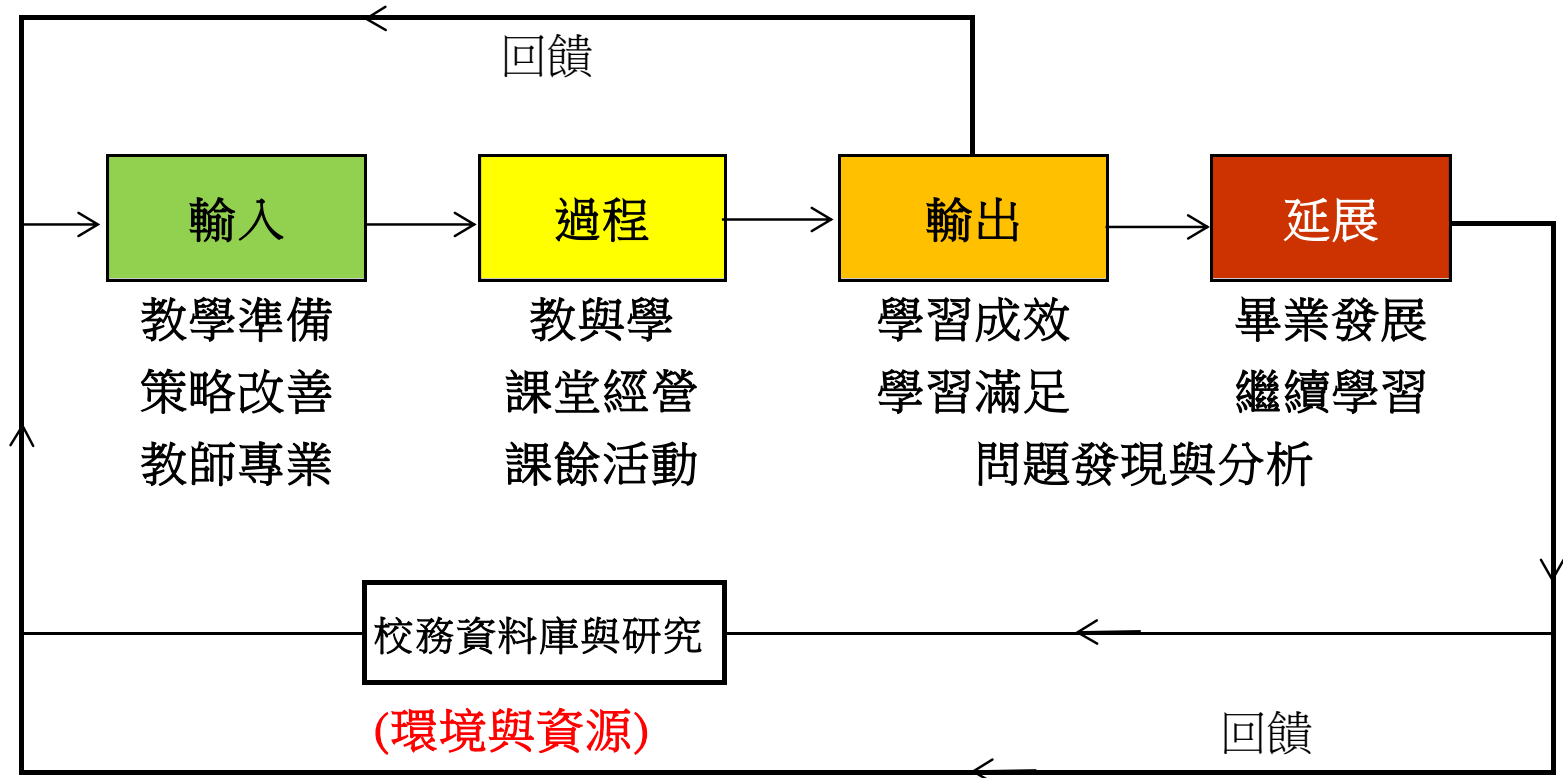 回饋
輸入
過程
輸出
延展
教學準備
策略改善
教師專業
教與學
課堂經營
課餘活動
學習成效
學習滿足
畢業發展
繼續學習
問題發現與分析
校務資料庫與研究
(環境與資源)
回饋